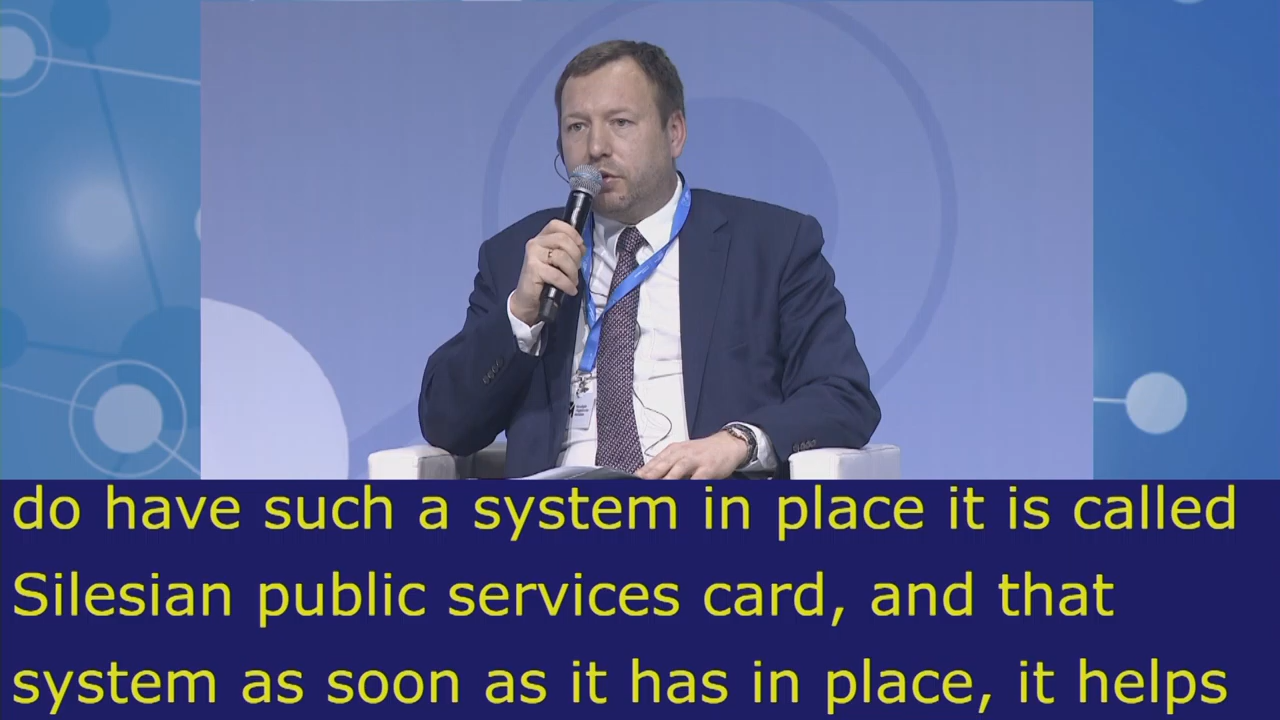 do have such a system in place it is called
Silesian public services card, and that
system as soon as it has in place, it helps